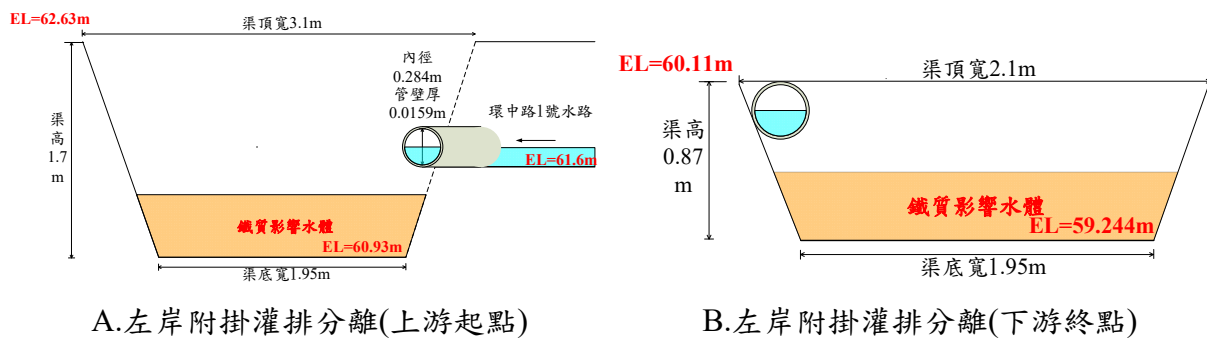 EL=62.63m
渠頂寬3.1m
內徑
0.284m
管壁厚
0.0159m
渠
高
1.7
m
環中路1號水路
EL=61.6m
鐵質影響水體
EL=60.93m
渠底寬1.95m
A.左岸附掛灌排分離(上游起點)
EL=60.11m
渠頂寬2.1m
渠高
0.87
m
鐵質影響水體
EL=59.244m
渠底寬1.95m
B.左岸附掛灌排分離(下游終點)